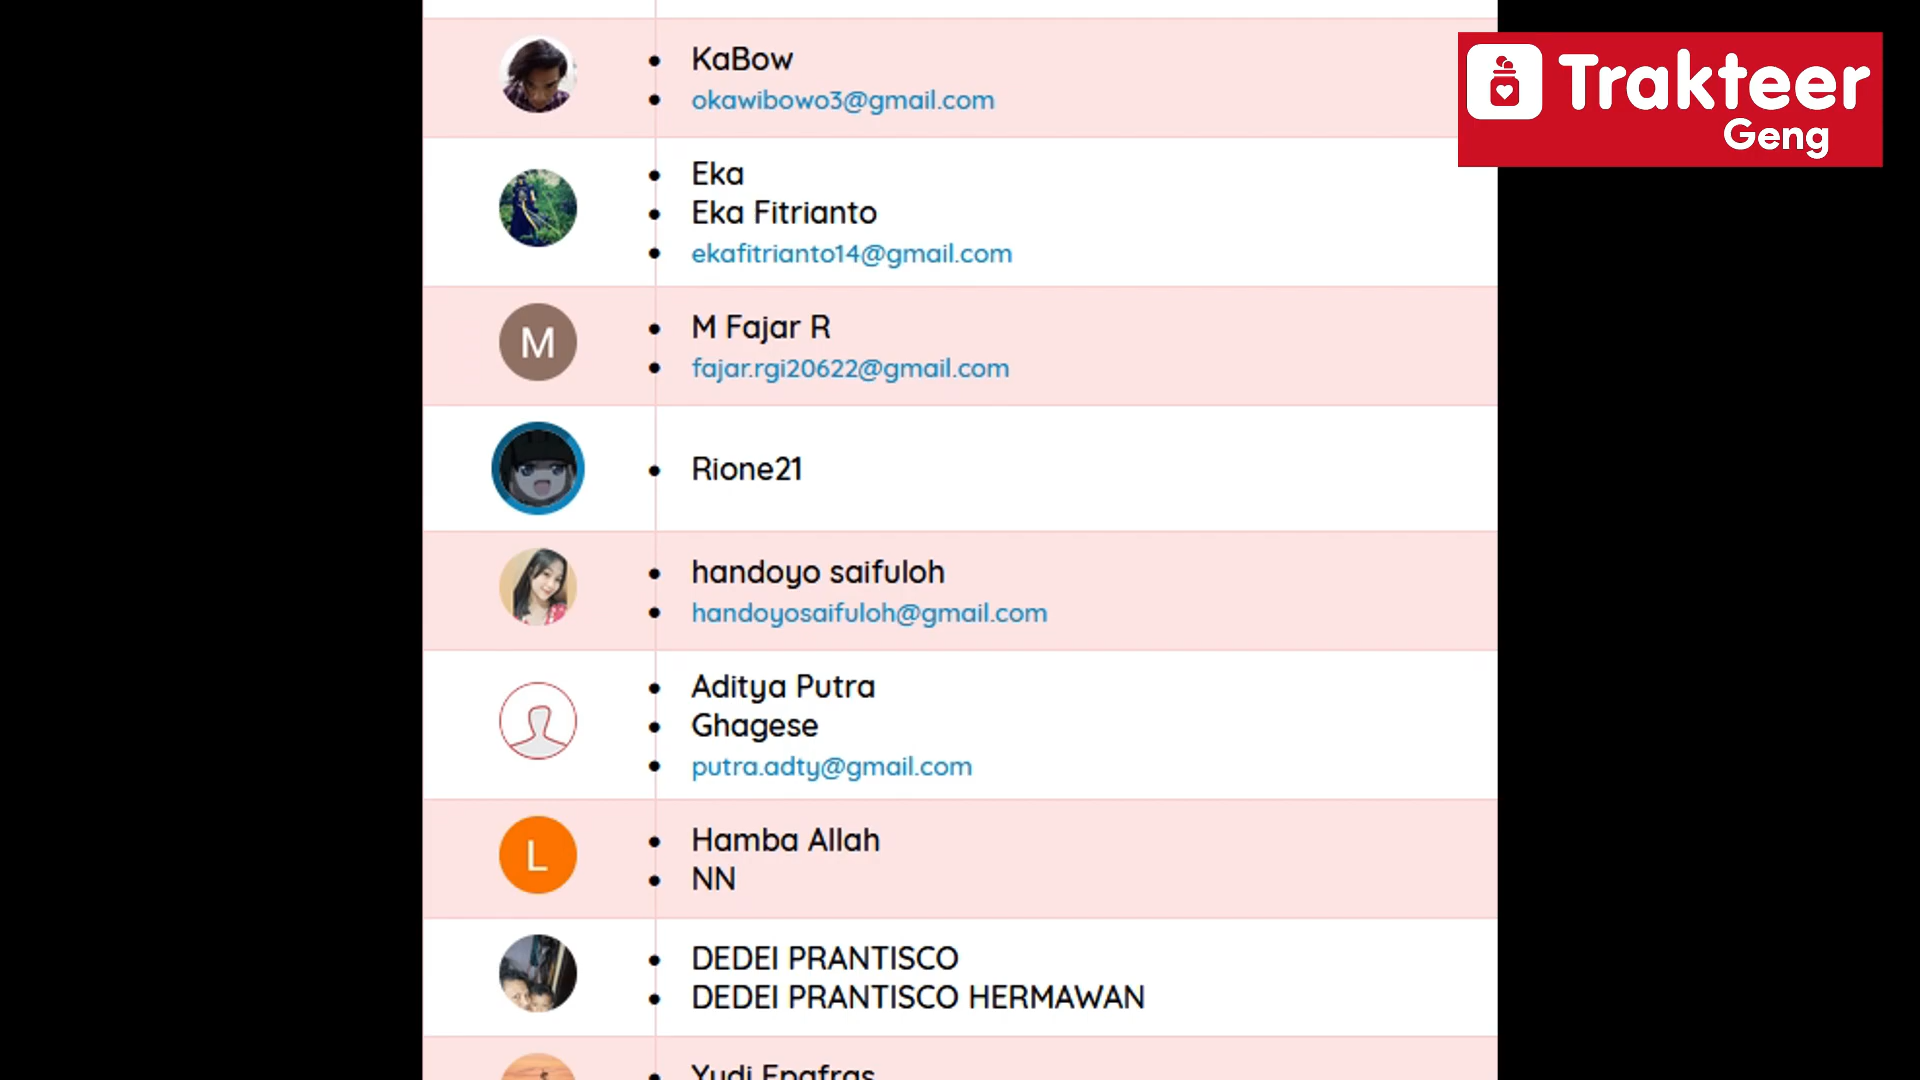 KaBow
okawibowo3@gmail.com
Trakteer
Geng
Eka
Eka Fitrianto
ekafitrianto14@gmail.com
M
M Fajar R
fajar.rgi20622@gmail.com
Rione21
handoyo saifuloh
handoyosaifuloh@gmail.com
Aditya Putra
Ghagese
putra.adty@gmail.com
L
Hamba Allah
NN
DEDEI PRANTISCO
DEDEI PRANTISCO HERMAWAN
Yudi Epafras